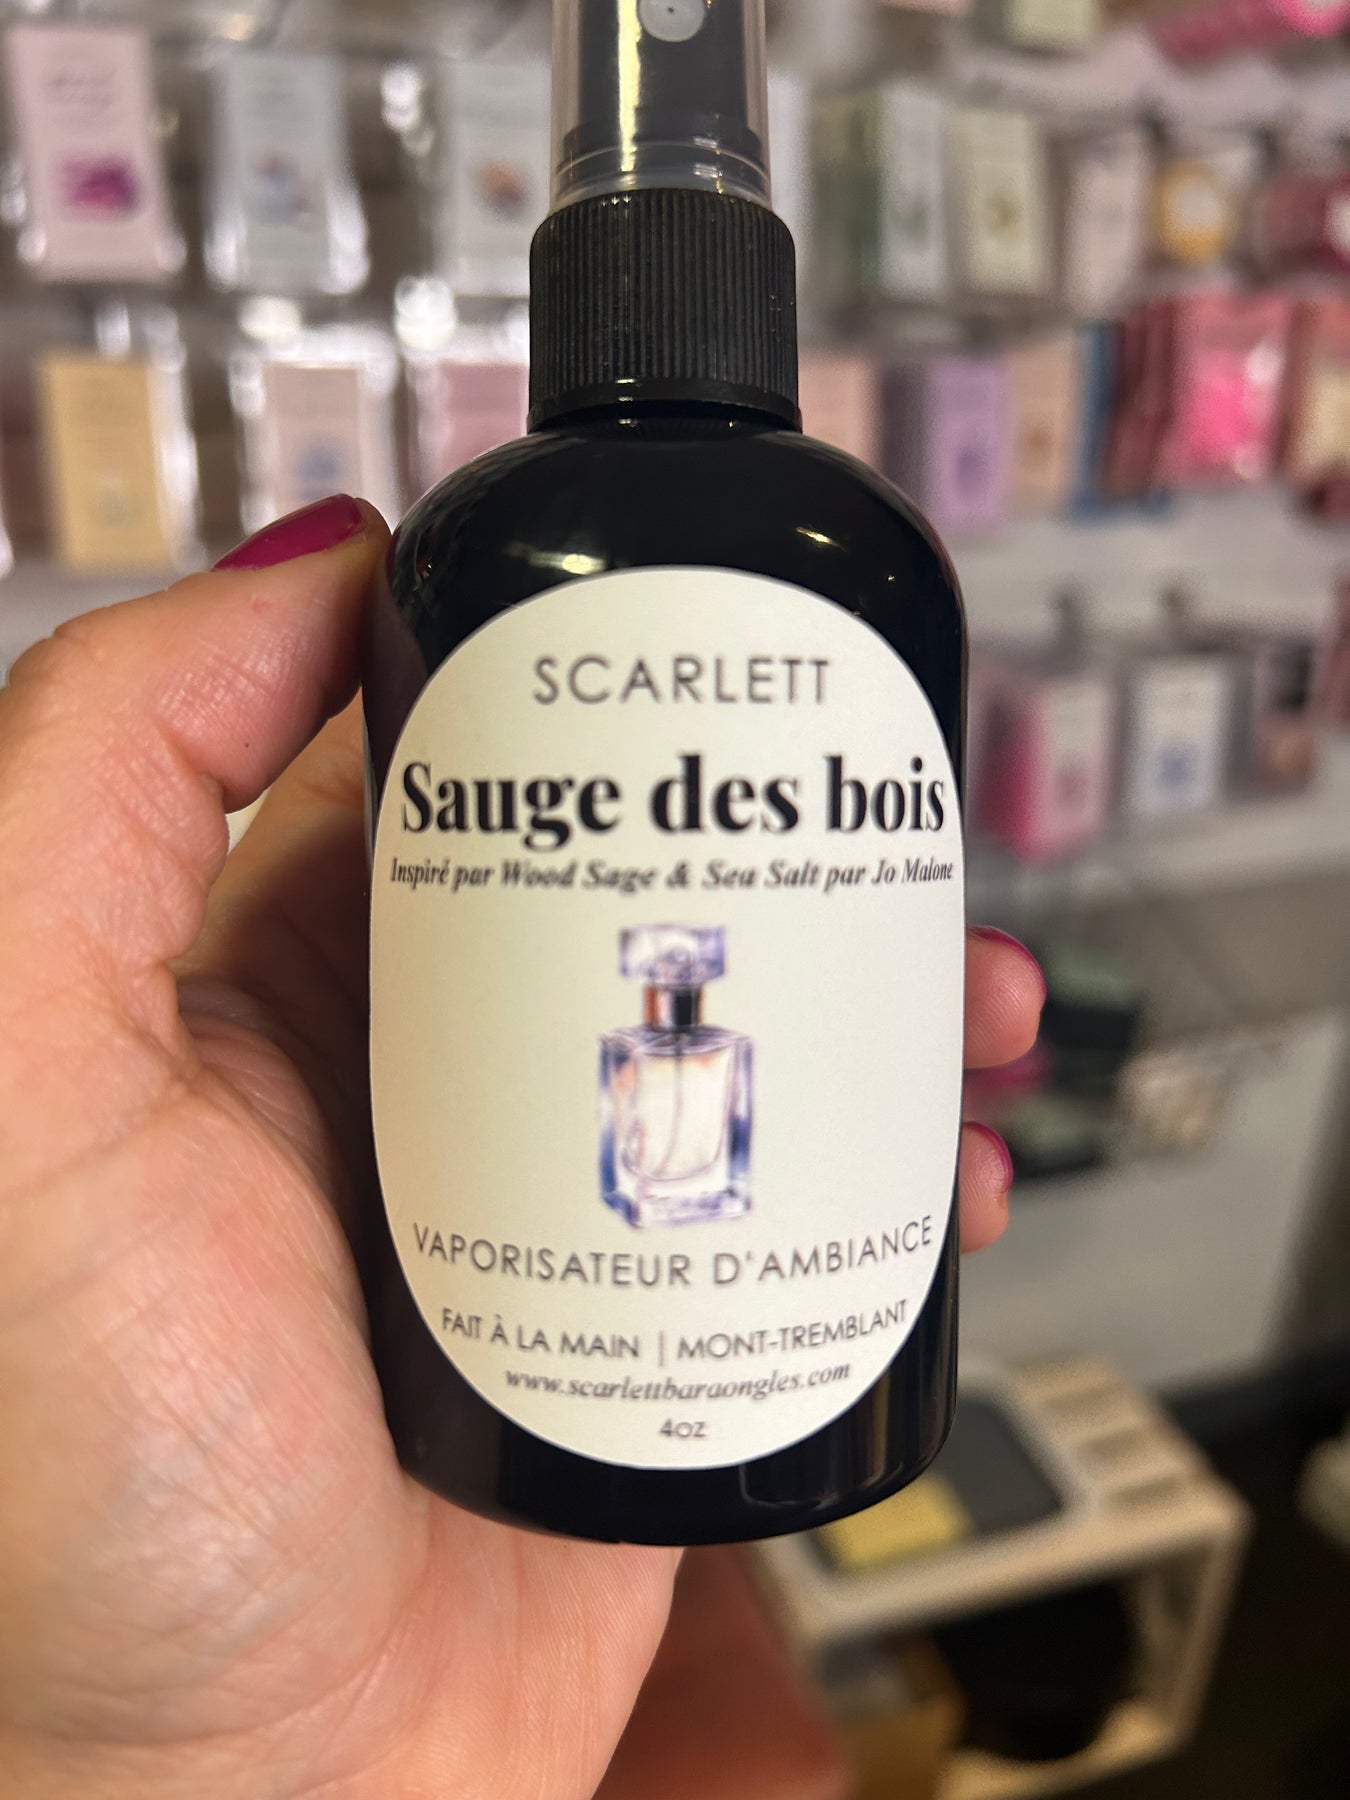 SCARLETT
Sauge des bois
Inspiré par Wood Sage & Sea Salt par Jo Malone
VAPORISATEUR D'AMBIANCE
FAIT À LA MAIN | MONT-TREMBLANT
www.scarlettbaraongles.com
4oz